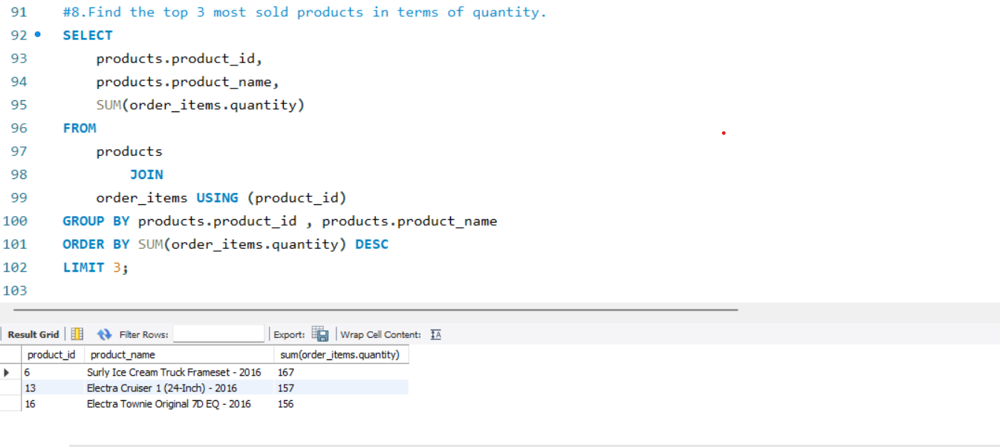 91 #8.Find the top 3 most sold products in terms of quantity.
92 SELECT
93 products.product_id,
94 products.product_name,
95 SUM(order_items.quantity)
96 FROM
97 products
98 JOIN
99 order_items USING (product_id)
100 GROUP BY products.product_id , products.product_name
101 ORDER BY SUM(order_items.quantity) DESC
102 LIMIT 3;
103
Result Grid Filter Rows: Export: Wrap Cell Content: IA
product_id product_name sum(order_items.quantity)
6 Surly Ice Cream Truck Frameset - 2016 167
13 Electra Cruiser 1 (24-Inch) - 2016 157
16 Electra Townie Original 7D EQ - 2016 156